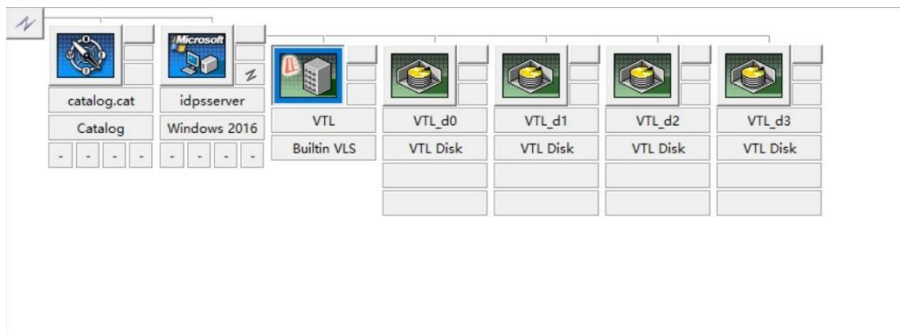 Microsoft
catalog.cat
Catalog
- - - -
idpsserver
Windows 2016
- - - -
VTL
Builtin VLS
VTL_d0
VTL Disk
VTL_d1
VTL Disk
VTL_d2
VTL Disk
VTL_d3
VTL Disk